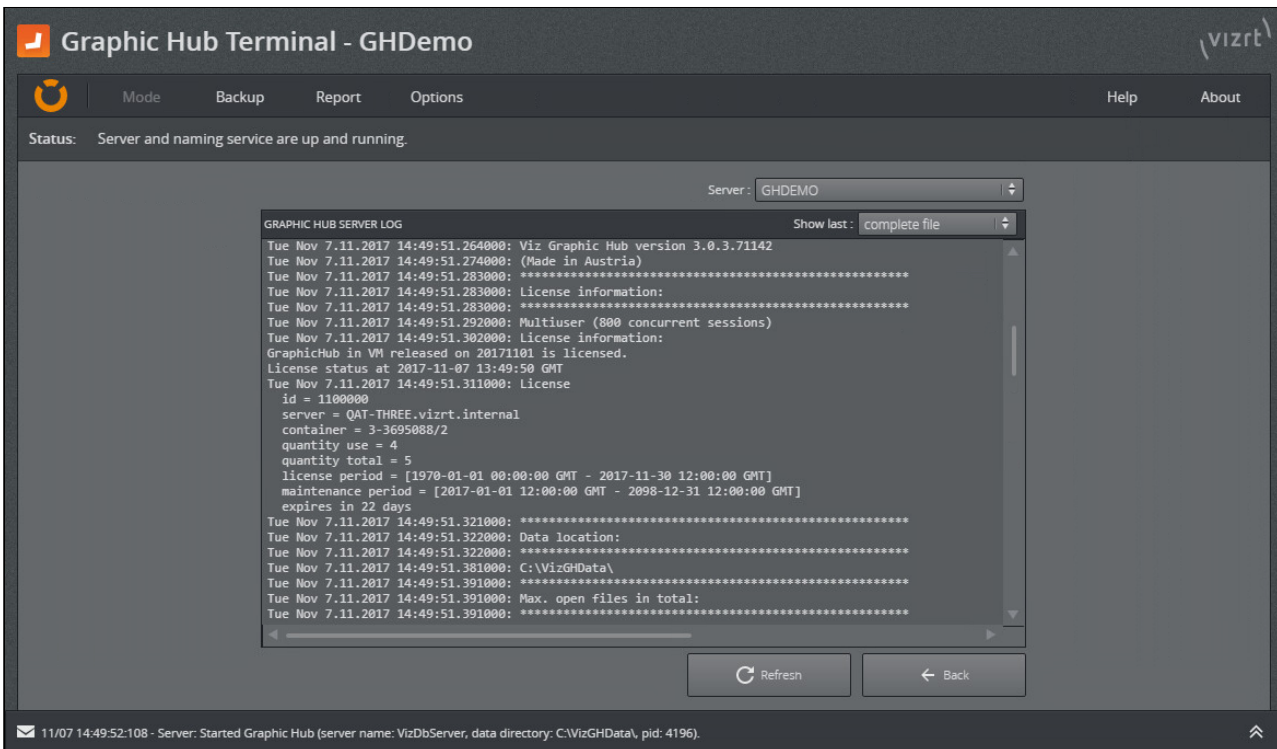 Graphic Hub Terminal - GHDemo
vizrt
Mode Backup Report Options Help About
Status: Server and naming service are up and running.
Server : GHDEMO
GRAPHIC HUB SERVER LOG Show last : complete file
Tue Nov 7.11.2017 14:49:51.264000: Viz Graphic Hub version 3.0.3.71142
Tue Nov 7.11.2017 14:49:51.274000: (Made in Austria)
Tue Nov 7.11.2017 14:49:51.283000: ******************************************************
Tue Nov 7.11.2017 14:49:51.283000: License information:
Tue Nov 7.11.2017 14:49:51.283000: ******************************************************
Tue Nov 7.11.2017 14:49:51.292000: Multiuser (800 concurrent sessions)
Tue Nov 7.11.2017 14:49:51.302000: License information:
GraphicHub in VM released on 20171101 is licensed.
License status at 2017-11-07 13:49:50 GMT
Tue Nov 7.11.2017 14:49:51.311000: License
id = 1100000
server = QAT-THREE.vizrt.internal
container = 3-3695088/2
quantity use = 4
quantity total = 5
license period = [1970-01-01 00:00:00 GMT - 2017-11-30 12:00:00 GMT]
maintenance period = [2017-01-01 12:00:00 GMT - 2098-12-31 12:00:00 GMT]
expires in 22 days
Tue Nov 7.11.2017 14:49:51.321000: ******************************************************
Tue Nov 7.11.2017 14:49:51.322000: Data location:
Tue Nov 7.11.2017 14:49:51.322000: ******************************************************
Tue Nov 7.11.2017 14:49:51.381000: C:\VizGHData\
Tue Nov 7.11.2017 14:49:51.391000: ******************************************************
Tue Nov 7.11.2017 14:49:51.391000: Max. open files in total:
Tue Nov 7.11.2017 14:49:51.391000: ******************************************************
Refresh Back
11/07 14:49:52:108 - Server: Started Graphic Hub (server name: VizDbServer, data directory: C:\VizGHData\, pid: 4196).